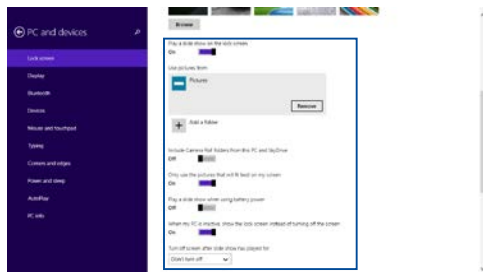 PC and devices
Lock screen
Display
Bluetooth
Devices
Mouse and touchpad
Typing
Corners and edges
Power and sleep
AutoPlay
PC info
Browse
Play a slide show on the lock screen
On
Use pictures from
Pictures
Remove
Add a folder
Include Camera Roll folders from this PC and SkyDrive
Off
Only use the pictures that will fit best on my screen
On
Play a slide show when using battery power
Off
When my PC is inactive, show the lock screen instead of turning off the screen
On
Turn off screen after slide show has played for
Don't turn off